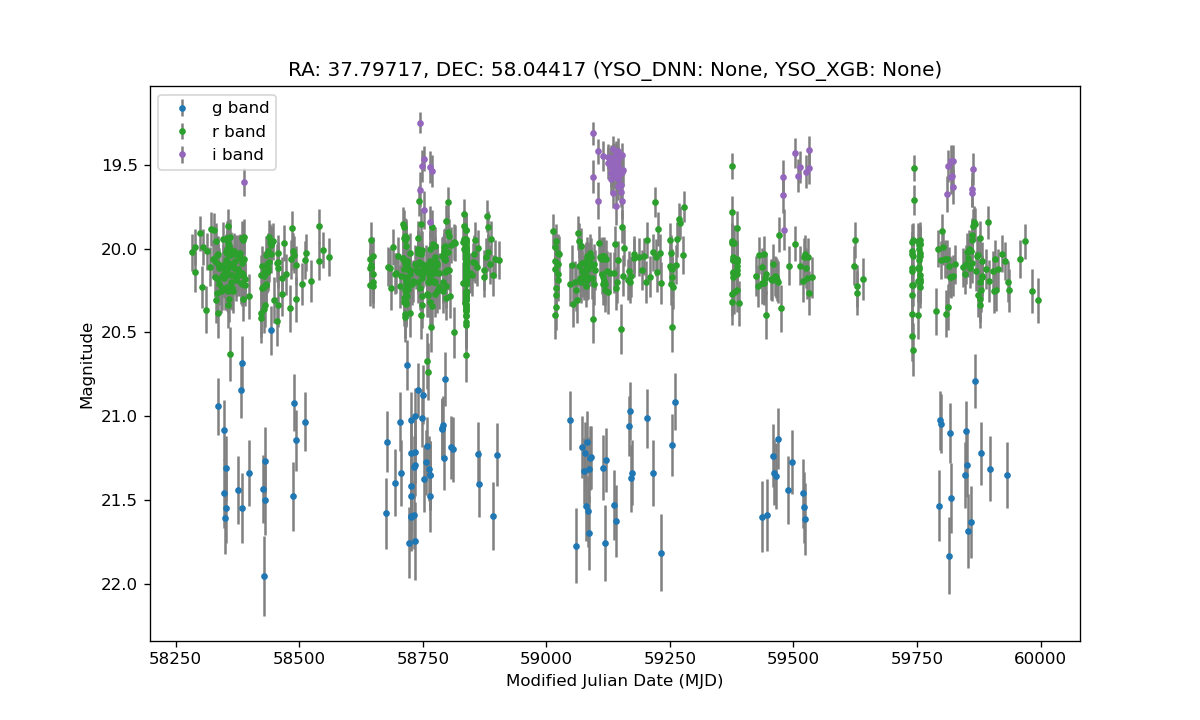 RA: 37.79717, DEC: 58.04417 (YSO_DNN: None, YSO_XGB: None)
g band
r band
i band
19.5
20.0
20.5
21.0
21.5
22.0
Magnitude
58250 58500 58750 59000 59250 59500 59750 60000
Modified Julian Date (MJD)